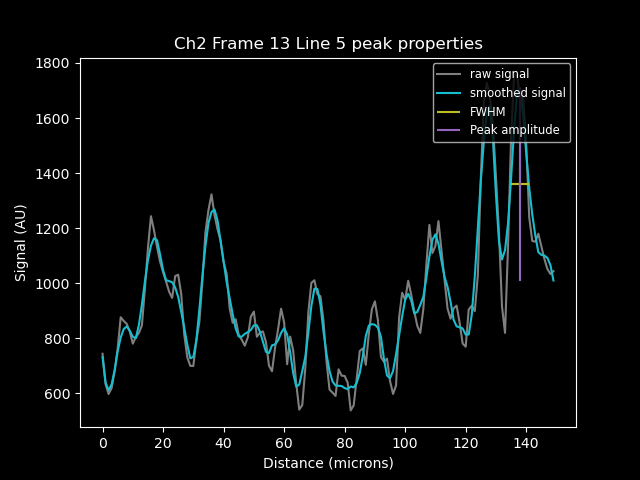 Ch2 Frame 13 Line 5 peak properties
raw signal
smoothed signal
FWHM
Peak amplitude
Signal (AU)
1800
1600
1400
1200
1000
800
600
0 20 40 60 80 100 120 140
Distance (microns)